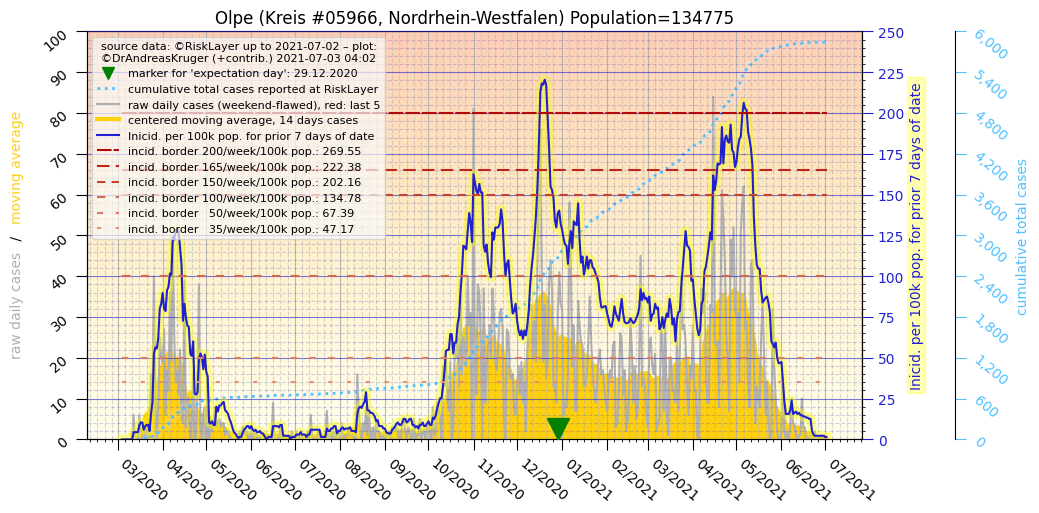 Olpe (Kreis #05966, Nordrhein-Westfalen) Population=134775
source data: ©RiskLayer up to 2021-07-02 – plot:
©DrAndreasKruger (+contrib.) 2021-07-03 04:02
marker for 'expectation day': 29.12.2020
cumulative total cases reported at RiskLayer
raw daily cases (weekend-flawed), red: last 5
centered moving average, 14 days cases
Inicid. per 100k pop. for prior 7 days of date
incid. border 200/week/100k pop.: 269.55
incid. border 165/week/100k pop.: 222.38
incid. border 150/week/100k pop.: 202.16
incid. border 100/week/100k pop.: 134.78
incid. border 50/week/100k pop.: 67.39
incid. border 35/week/100k pop.: 47.17
raw daily cases / moving average
100
90
80
70
60
50
40
30
20
10
0
250
225
200
175
150
125
100
75
50
25
0
Inicid. per 100k pop. for prior 7 days of date
6,000
5,400
4,800
4,200
3,600
3,000
2,400
1,800
1,200
600
0
cumulative total cases
03/2020
04/2020
05/2020
06/2020
07/2020
08/2020
09/2020
10/2020
11/2020
12/2020
01/2021
02/2021
03/2021
04/2021
05/2021
06/2021
07/2021